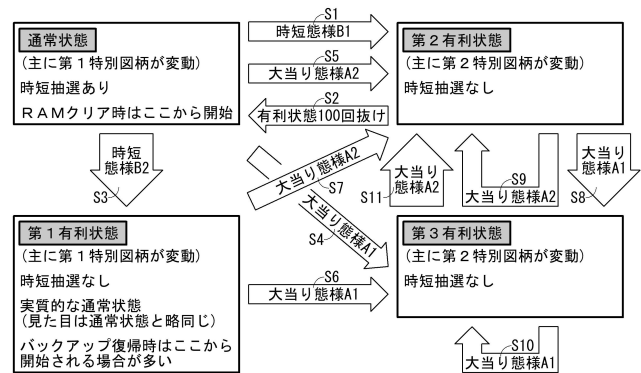 通常状態
(主に第１特別図柄が変動)
時短抽選あり
ＲＡＭクリア時はここから開始
S1
時短態様B1
S5
大当り態様A2
S2
有利状態100回抜け
第２有利状態
(主に第２特別図柄が変動)
時短抽選なし
時短
態様B2
S3
大当り態様A2
S7
大当り態様A1
S4
大当り
態様A2
S11
S9
大当り態様A2
大当り
態様A1
S8
第１有利状態
(主に第１特別図柄が変動)
時短抽選なし
実質的な通常状態
(見た目は通常状態と略同じ)
バックアップ復帰時はここから
開始される場合が多い
S6
大当り態様A1
第３有利状態
(主に第２特別図柄が変動)
時短抽選なし
S10
大当り態様A1